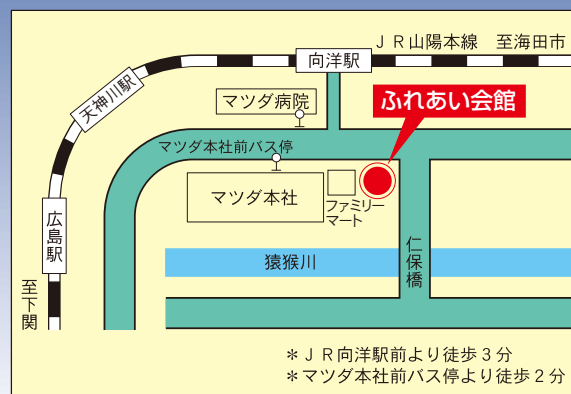 JR山陽本線 至海田市
向洋駅
天神川駅
マツダ病院
ふれあい会館
マツダ本社前バス停
マツダ本社
ファミリー
マート
広島駅
猿猴川
仁保橋
至下関
＊JR向洋駅前より徒歩3分
＊マツダ本社前バス停より徒歩2分